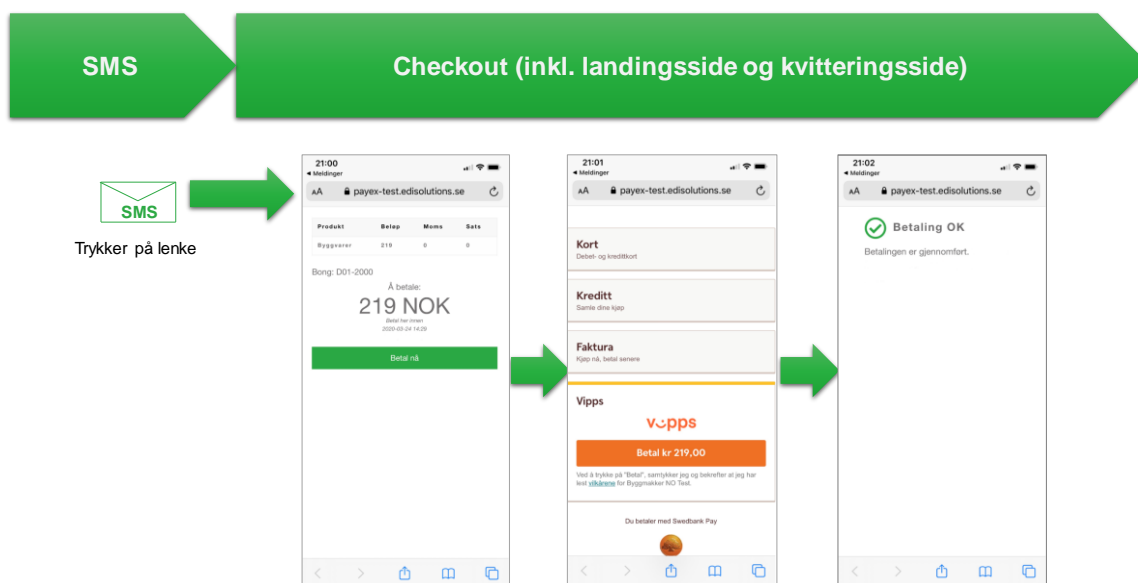 SMS
Checkout (inkl. landingsside og kvitteringsside)
SMS
Trykker på lenke
21:00
◄ Meldinger
AA payex-test.edisolutions.se
Produkt Beløp Moms Sats
Byggvarer 219 0 0
Bong: D01-2000
Å betale:
219 NOK
Betal her innen
2020-03-24 14:29
Betal nå
21:01
◄ Meldinger
AA payex-test.edisolutions.se
Kort
Debet- og kredittkort
Kreditt
Samle dine kjøp
Faktura
Kjøp nå, betal senere
Vipps
vipps
Betal kr 219,00
Ved å trykke på "Betal", samtykker jeg og bekrefter at jeg har
lest vilkårene for Byggmakker NO Test.
Du betaler med Swedbank Pay
21:02
◄ Meldinger
AA payex-test.edisolutions.se
Betaling OK
Betalingen er gjennomført.